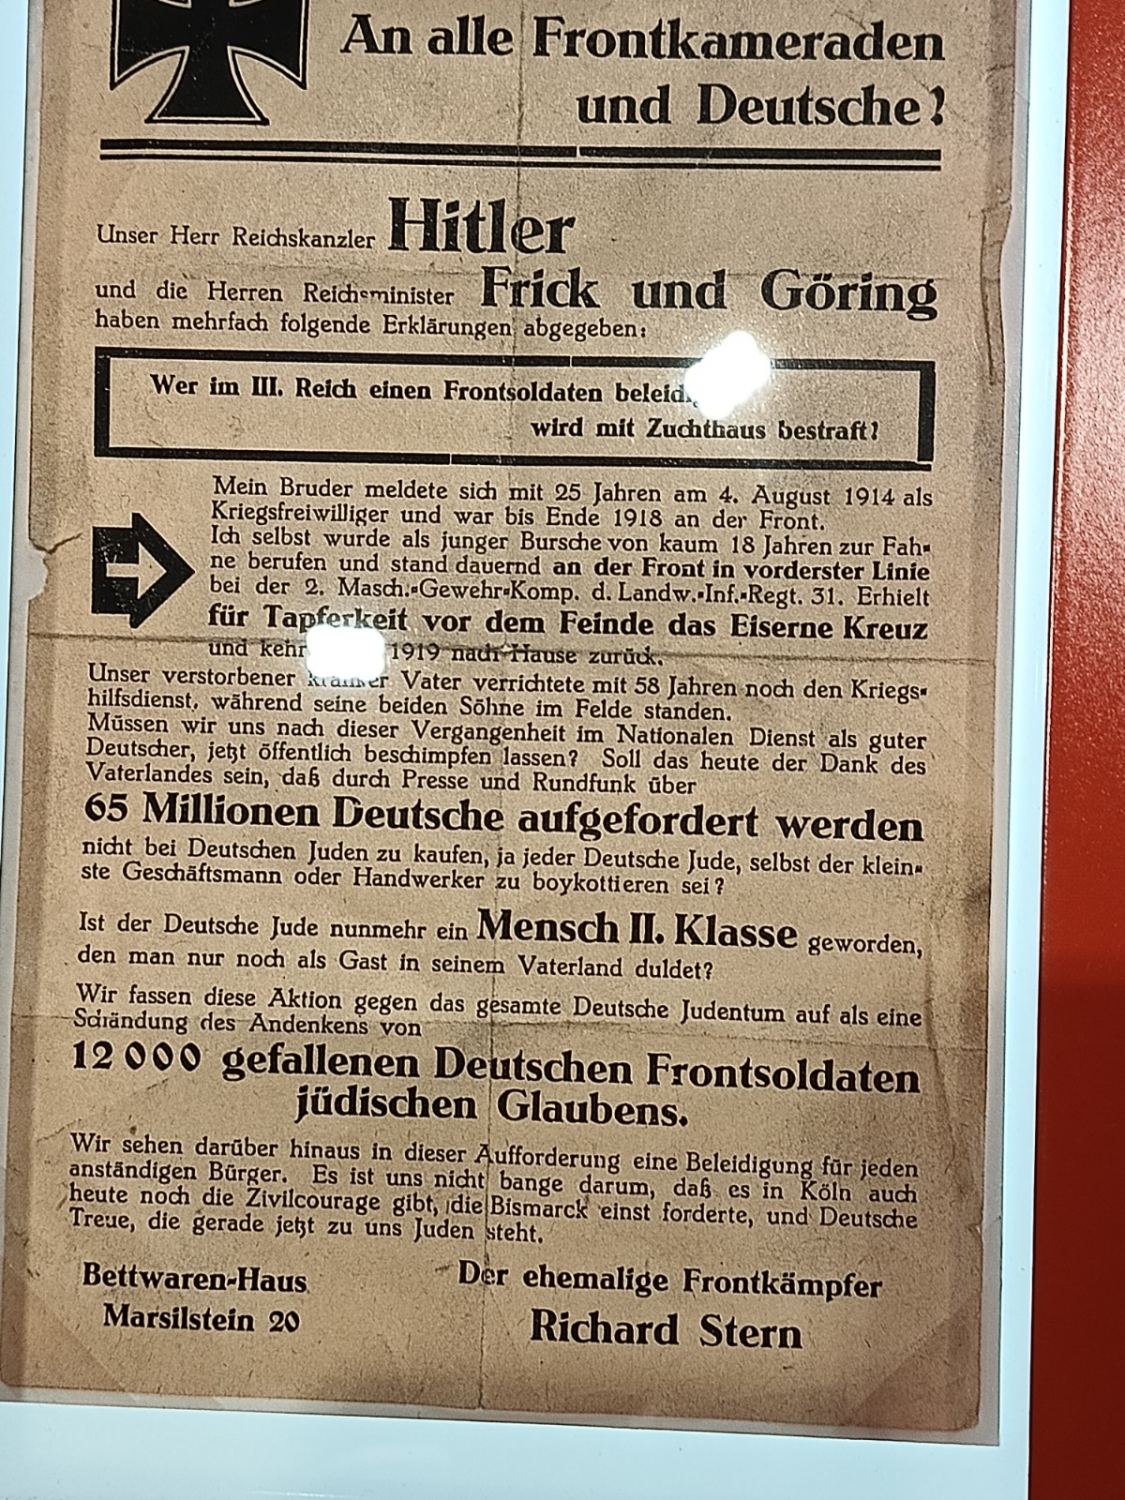 An alle Frontkameraden
und Deutsche!
Unser Herr Reichskanzler Hitler
und die Herren Reichsminister Frick und Göring
haben mehrfach folgende Erklärungen abgegeben:
Wer im III. Reich einen Frontsoldaten
wird mit Zuchthaus bestraft!
Mein Bruder meldete sich mit 25 Jahren am 4. August 1914 als
Kriegsfreiwilliger und war bis Ende 1918 an der Front.
Ich selbst wurde als junger Bursche von kaum 18 Jahren zur Fah-
ne berufen und stand dauernd an der Front in vorderster Linie
bei der 2. Masch.-Gewehr-Komp. d. Landw.-Inf.-Regt. 31. Erhielt
für Tapferkeit vor dem Feinde das Eiserne Kreuz
und 1919 nach Hause zurück.
Unser verstorbener kranker Vater verrichtete mit 58 Jahren noch den Kriegs-
hilfsdienst, während seine beiden Söhne im Felde standen.
Müssen wir uns nach dieser Vergangenheit im Nationalen Dienst als guter
Deutscher, jetzt öffentlich beschimpfen lassen? Soll das heute der Dank des
Vaterlandes sein, daß durch Presse und Rundfunk über
65 Millionen Deutsche aufgefordert werden
nicht bei Deutschen Juden zu kaufen, ja jeder Deutsche Jude, selbst der klein-
ste Geschäftsmann oder Handwerker zu boykottieren sei?
Ist der Deutsche Jude nunmehr ein Mensch II. Klasse geworden,
den man nur noch als Gast in seinem Vaterland duldet?
Wir fassen diese Aktion gegen das gesamte Deutsche Judentum auf als eine
Schändung des Andenkens von
12000 gefallenen Deutschen Frontsoldaten
jüdischen Glaubens.
Wir sehen darüber hinaus in dieser Aufforderung eine Beleidigung für jeden
anständigen Bürger. Es ist uns nicht bange darum, daß es in Köln auch
heute noch die Zivilcourage gibt, die Bismarck einst forderte, und Deutsche
Treue, die gerade jetzt zu uns Juden steht.
Bettwaren-Haus
Marsilstein 20
Der ehemalige Frontkämpfer
Richard Stern